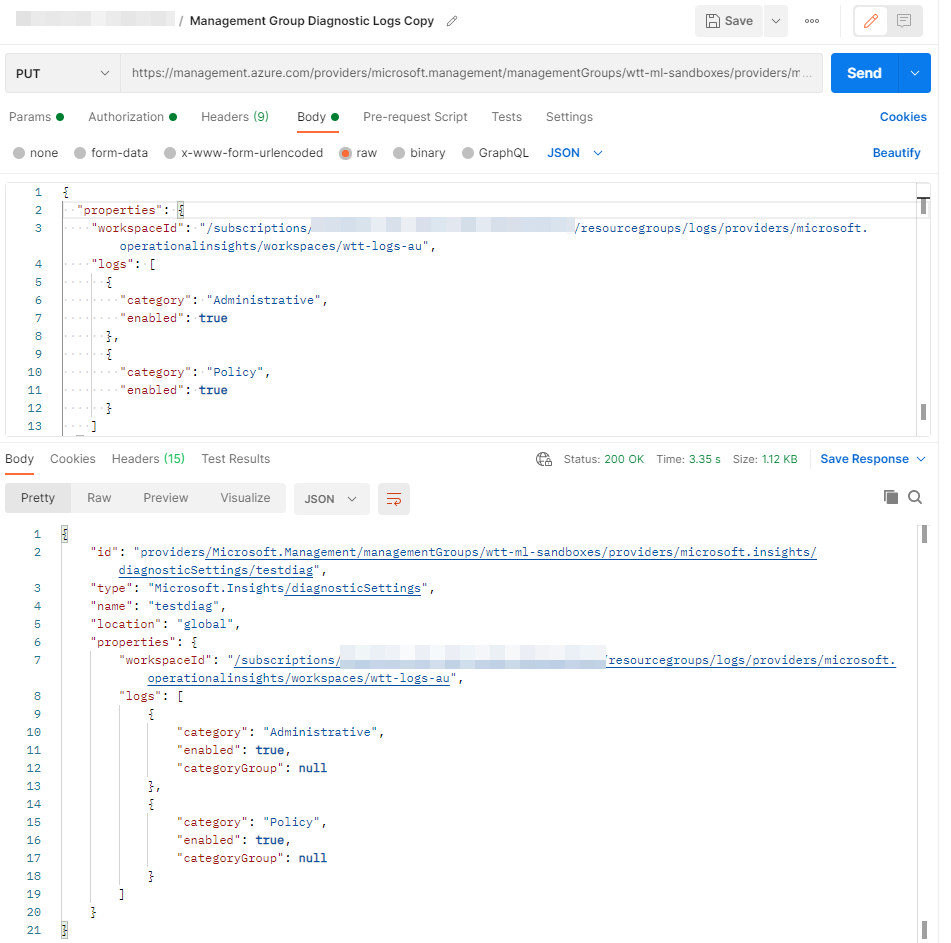 / Management Group Diagnostic Logs Copy
Save
PUT
https://management.azure.com/providers/microsoft.management/managementGroups/wtt-ml-sandboxes/providers/m...
Send
Params Authorization Headers (9) Body Pre-request Script Tests Settings Cookies
none form-data x-www-form-urlencoded raw binary GraphQL JSON Beautify
1 {
2 "properties": {
3 "workspaceId": "/subscriptions/ /resourcegroups/logs/providers/microsoft.
operationalinsights/workspaces/wtt-logs-au",
4 "logs": [
5 {
6 "category": "Administrative",
7 "enabled": true
8 },
9 {
10 "category": "Policy",
11 "enabled": true
12 }
13 ]
Body Cookies Headers (15) Test Results Status: 200 OK Time: 3.35 s Size: 1.12 KB Save Response
Pretty Raw Preview Visualize JSON
1 {
2 "id": "providers/Microsoft.Management/managementGroups/wtt-ml-sandboxes/providers/microsoft.insights/
diagnosticSettings/testdiag",
3 "type": "Microsoft.Insights/diagnosticSettings",
4 "name": "testdiag",
5 "location": "global",
6 "properties": {
7 "workspaceId": "/subscriptions/ /resourcegroups/logs/providers/microsoft.
operationalinsights/workspaces/wtt-logs-au",
8 "logs": [
9 {
10 "category": "Administrative",
11 "enabled": true,
12 "categoryGroup": null
13 },
14 {
15 "category": "Policy",
16 "enabled": true,
17 "categoryGroup": null
18 }
19 ]
20 }
21 }